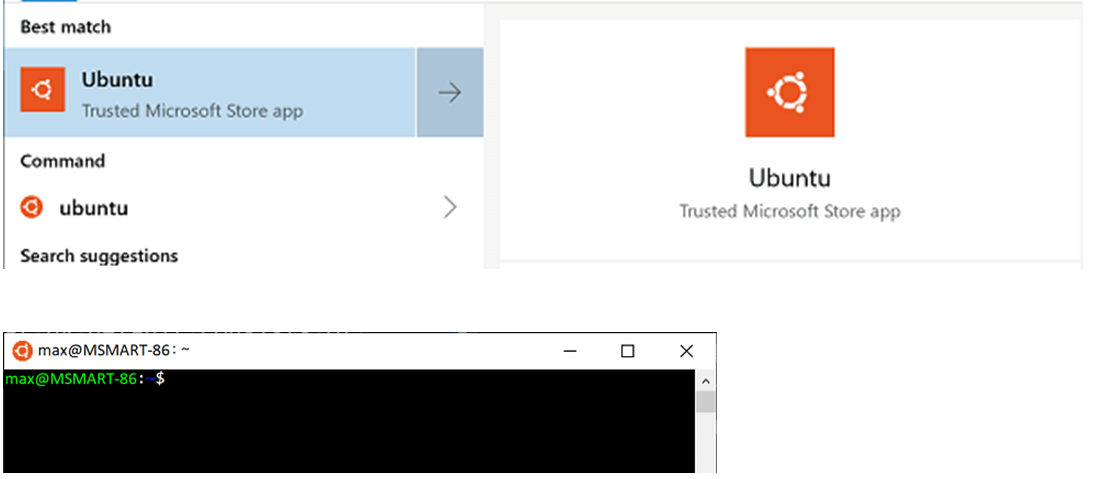 Best match
Ubuntu
Trusted Microsoft Store app
Command
ubuntu
Search suggestions
Ubuntu
Trusted Microsoft Store app
max@MSMART-86: ~
max@MSMART-86:~$